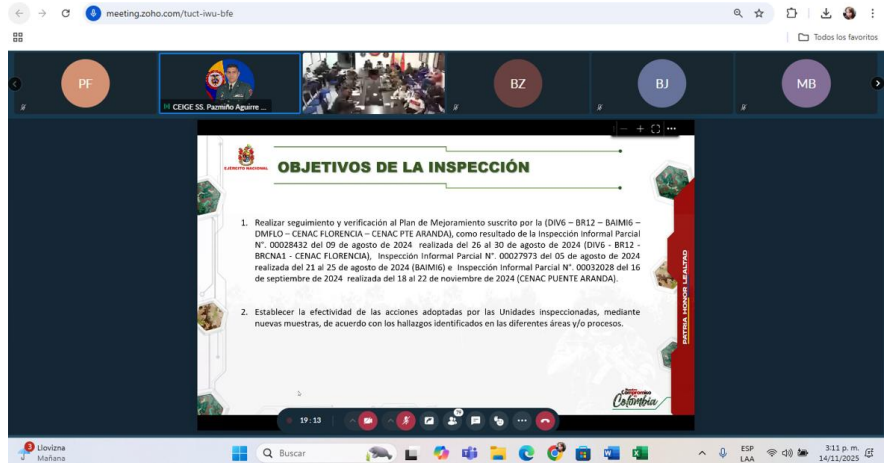 meeting.zoho.com/tuct-iwu-bfe
Todos los favoritos
PF
CEIGE SS. Pazmiño Aguirre ...
BZ
BJ
MB
EJÉRCITO NACIONAL
OBJETIVOS DE LA INSPECCIÓN
1. Realizar seguimiento y verificación al Plan de Mejoramiento suscrito por la (DIV6 – BR12 – BAIMI6 –
DMFLO – CENAC FLORENCIA – CENAC PTE ARANDA), como resultado de la Inspección Informal Parcial
N°. 00028432 del 09 de agosto de 2024 realizada del 26 al 30 de agosto de 2024 (DIV6 - BR12 -
BRCNA1 - CENAC FLORENCIA), Inspección Informal Parcial N°. 00027973 del 05 de agosto de 2024
realizada del 21 al 25 de agosto de 2024 (BAIMI6) e Inspección Informal Parcial N°. 00032028 del 16
de septiembre de 2024 realizada del 18 al 22 de noviembre de 2024 (CENAC PUENTE ARANDA).
2. Establecer la efectividad de las acciones adoptadas por las Unidades inspeccionadas, mediante
nuevas muestras, de acuerdo con los hallazgos identificados en las diferentes áreas y/o procesos.
PATRIA HONOR LEALTAD
Compromiso
Colombia
19:13
3
Llovizna
Mañana
Buscar
ESP
LAA
3:11 p. m.
14/11/2025